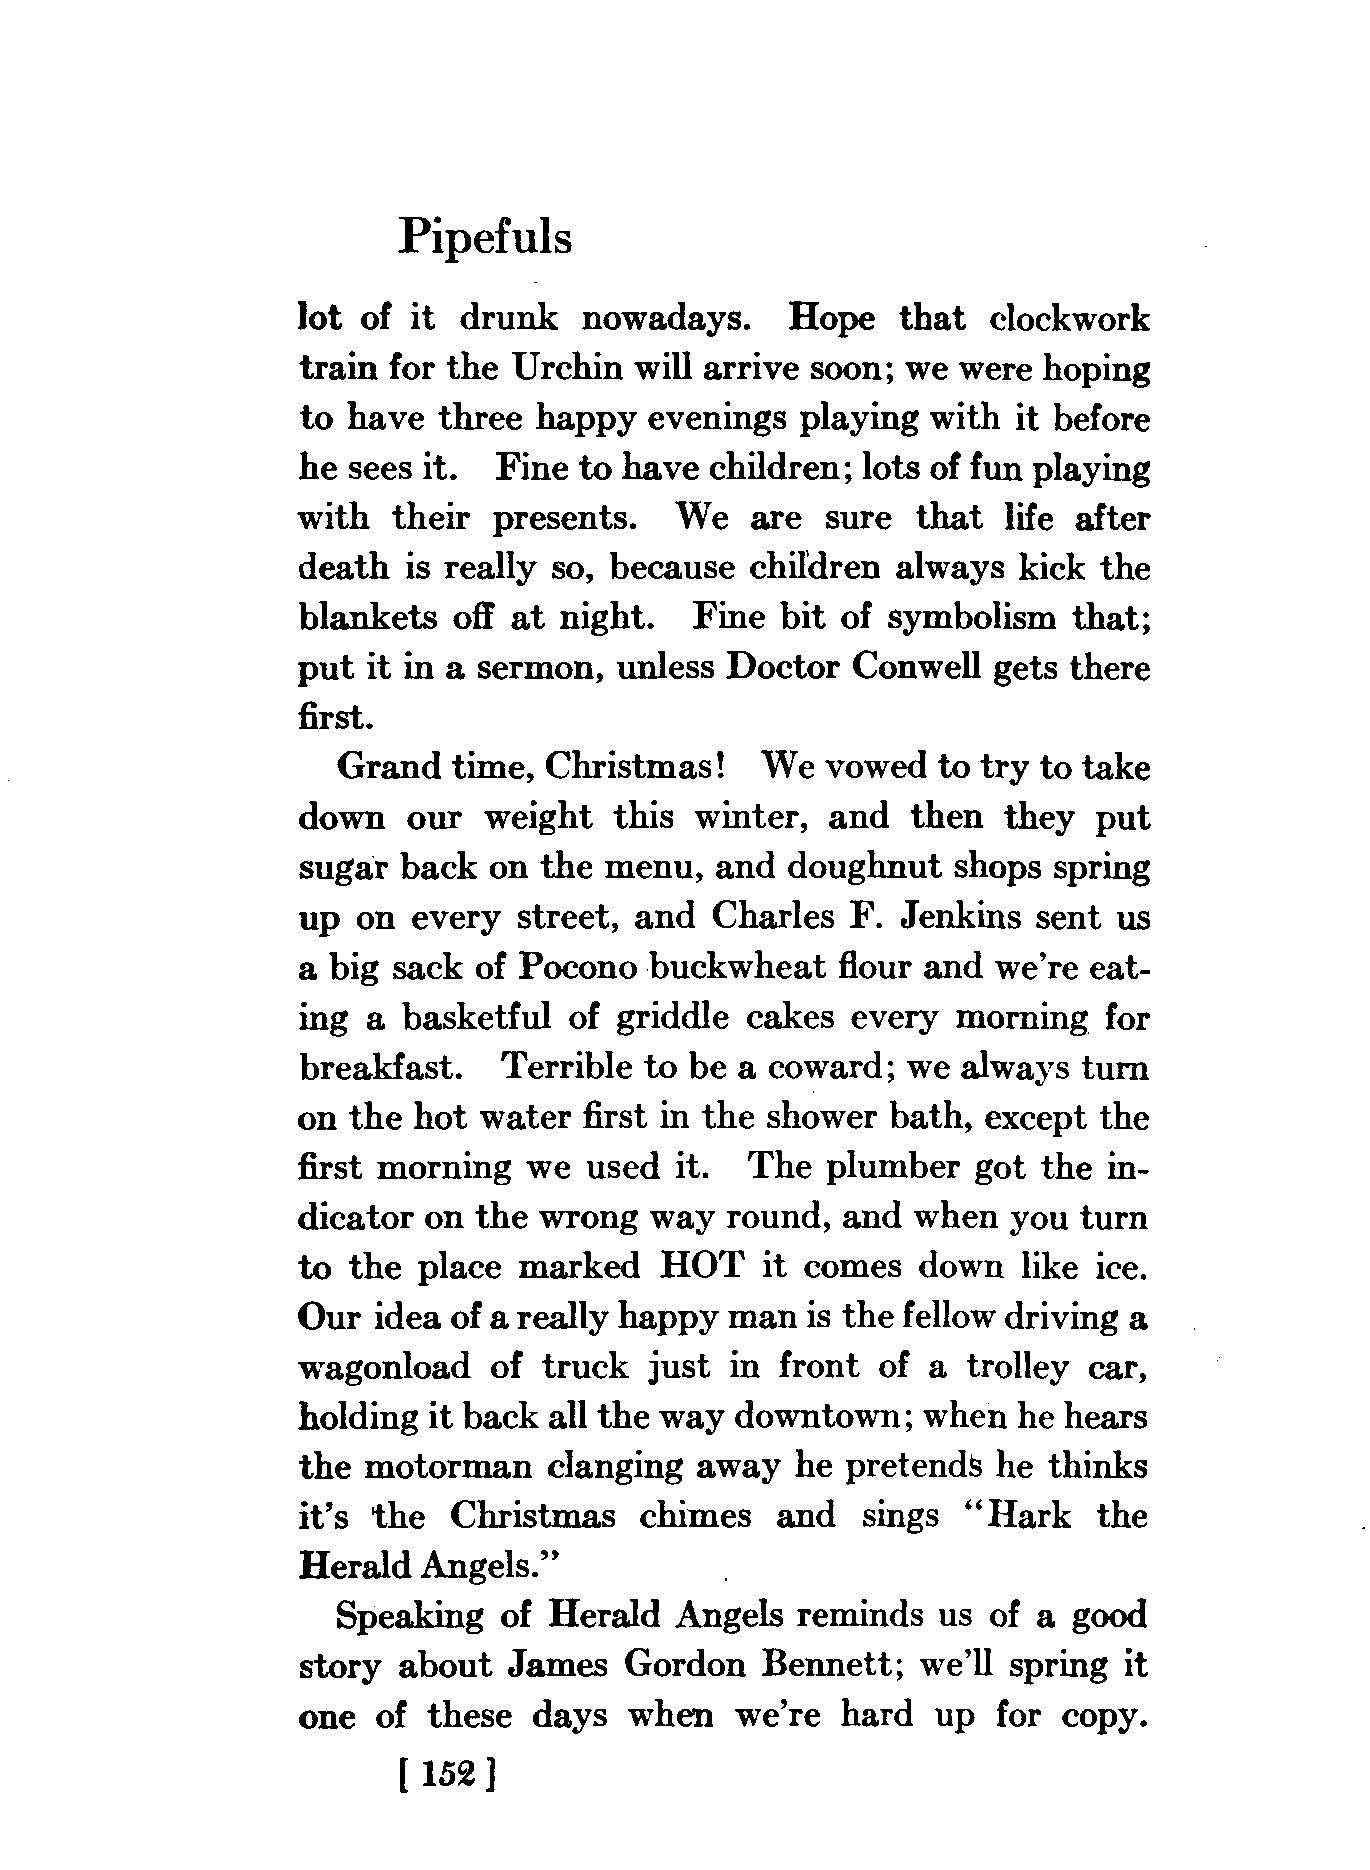 Pipefuls
lot of it drunk nowadays. Hope that clockwork
train for the Urchin will arrive soon; we were hoping
to have three happy evenings playing with it before
he sees it. Fine to have children; lots of fun playing
with their presents. We are sure that life after
death is really so, because children always kick the
blankets off at night. Fine bit of symbolism that;
put it in a sermon, unless Doctor Conwell gets there
first.
Grand time, Christmas! We vowed to try to take
down our weight this winter, and then they put
sugar back on the menu, and doughnut shops spring
up on every street, and Charles F. Jenkins sent us
a big sack of Pocono buckwheat flour and we're eat-
ing a basketful of griddle cakes every morning for
breakfast. Terrible to be a coward; we always turn
on the hot water first in the shower bath, except the
first morning we used it. The plumber got the in-
dicator on the wrong way round, and when you turn
to the place marked HOT it comes down like ice.
Our idea of a really happy man is the fellow driving a
wagonload of truck just in front of a trolley car,
holding it back all the way downtown; when he hears
the motorman clanging away he pretends he thinks
it's the Christmas chimes and sings "Hark the
Herald Angels."
Speaking of Herald Angels reminds us of a good
story about James Gordon Bennett; we'll spring it
one of these days when we're hard up for copy.
[ 152 ]